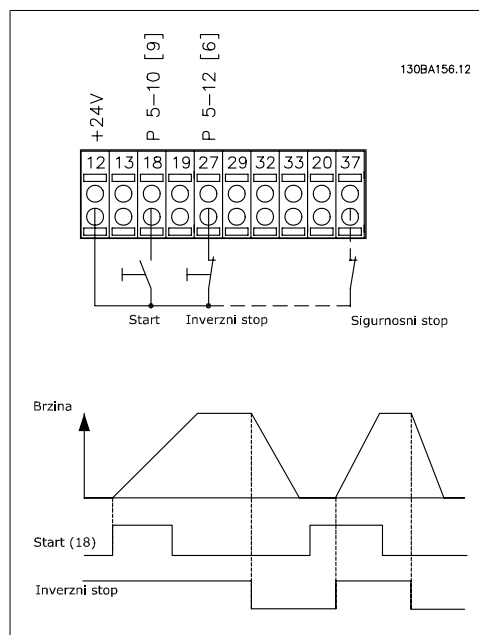 130BA156.12
+24V
P 5-10 [9]
P 5-12 [6]
12 13 18 19 27 29 32 33 20 37
Start
Inverzni stop
Sigurnosni stop
Brzina
Start (18)
Inverzni stop